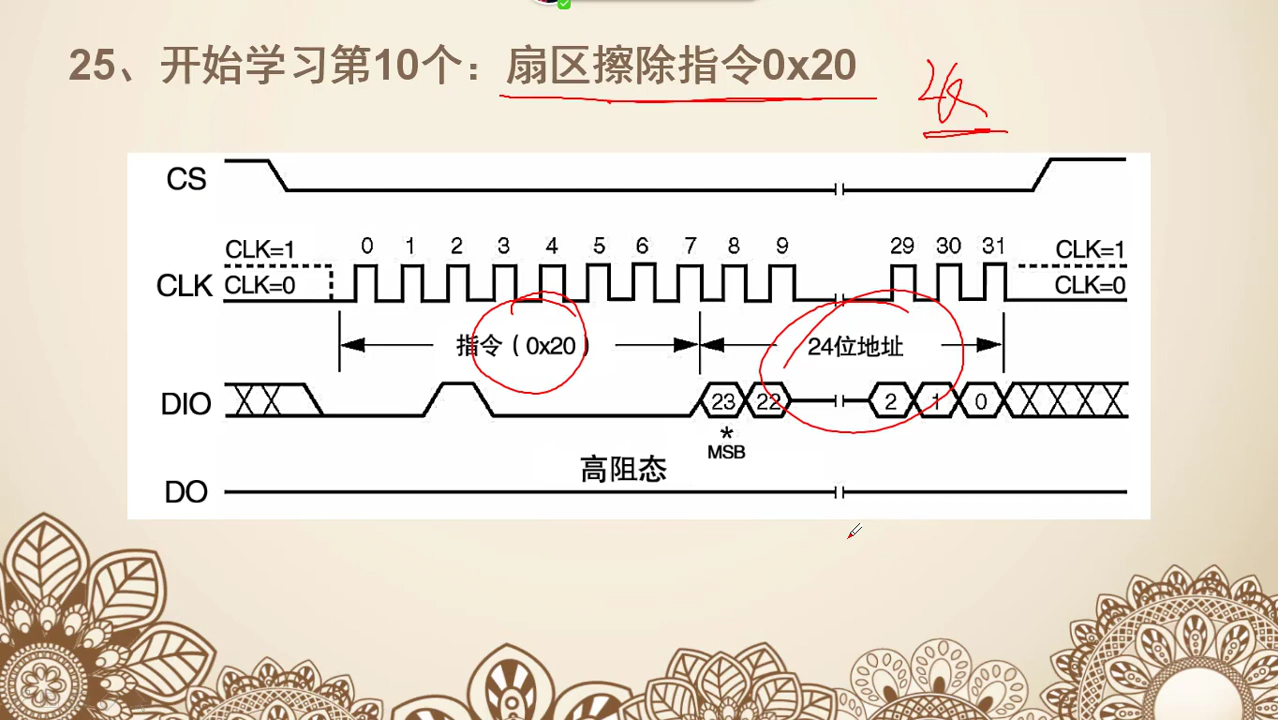 25、开始学习第10个：扇区擦除指令0x20
CS
0 1 2 3 4 5 6 7 8 9 29 30 31
CLK=1 CLK=1
CLK
CLK=0 CLK=0
指令（0x20） 24位地址
DIO
23 22 2 1 0
*
MSB
高阻态
DO